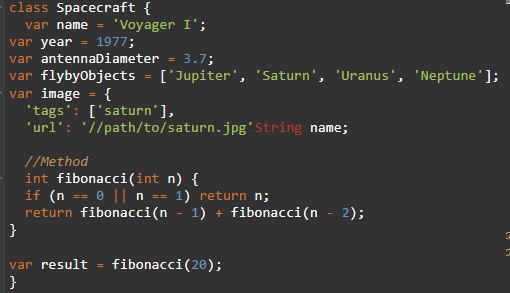 class Spacecraft {
  var name = 'Voyager I';
var year = 1977;
var antennaDiameter = 3.7;
var flybyObjects = ['Jupiter', 'Saturn', 'Uranus', 'Neptune'];
var image = {
  'tags': ['saturn'],
  'url': '//path/to/saturn.jpg'String name;

  //Method
  int fibonacci(int n) {
  if (n == 0 || n == 1) return n;
  return fibonacci(n - 1) + fibonacci(n - 2);
}

var result = fibonacci(20);
}